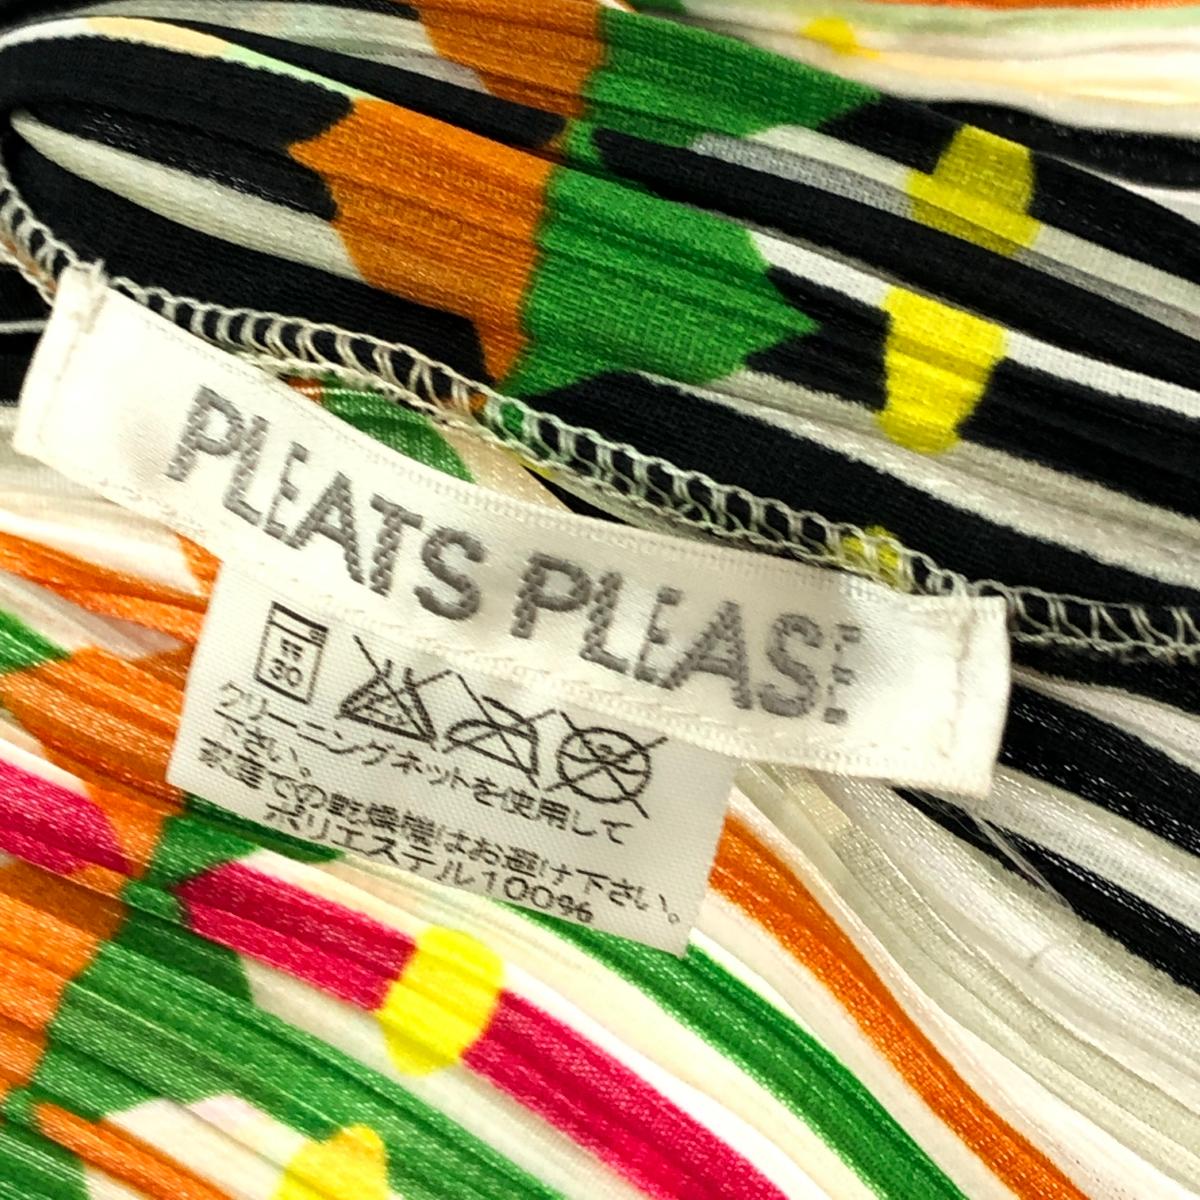 PLEATS PLEASE
弱
40
クリーニングネットを使用して
下さい。
家庭での乾燥機はお避け下さい。
ポリエステル100%